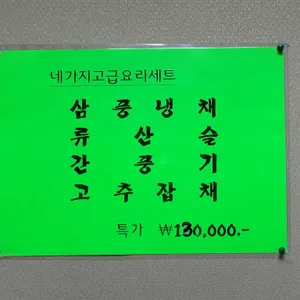 네가지고급요리세트
삼풍냉채
류산슬
간풍기
고추잡채
특가 ₩130,000.-